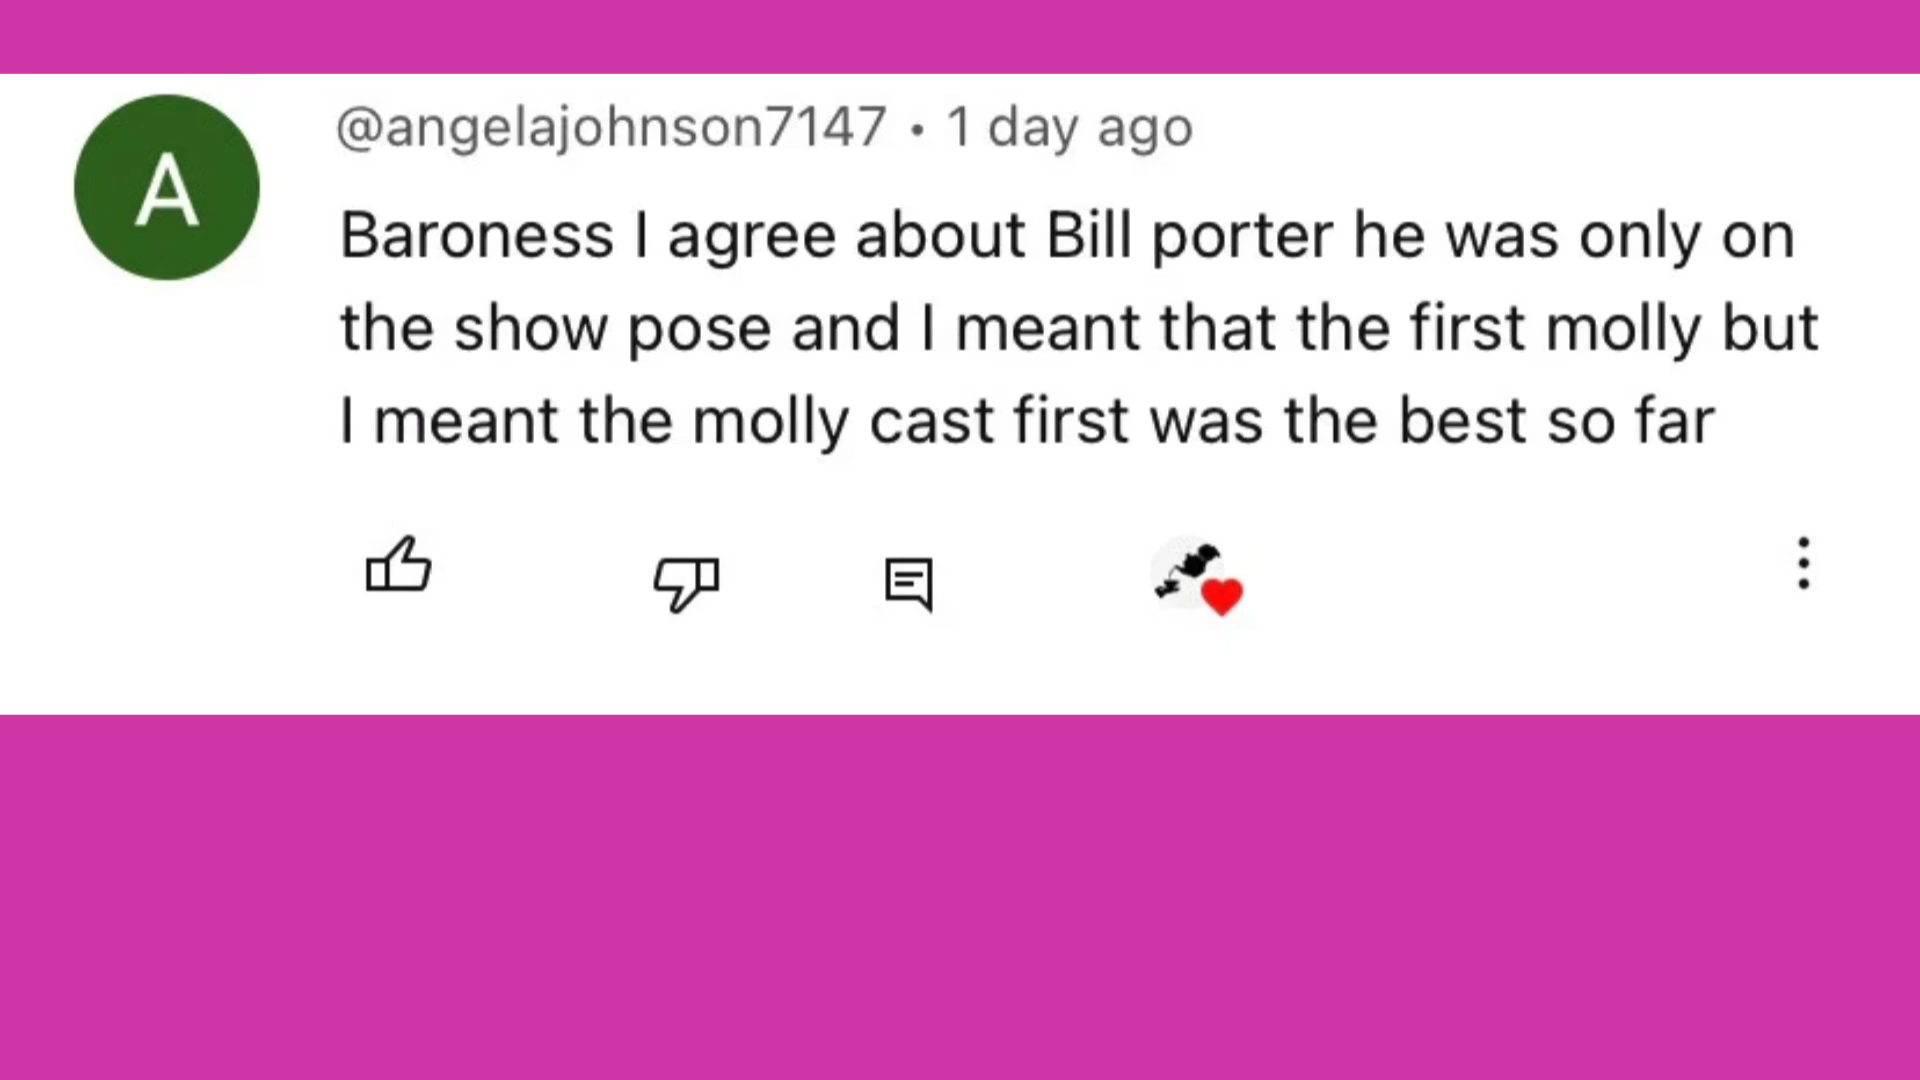 A
@angelajohnson7147 • 1 day ago
Baroness I agree about Bill porter he was only on
the show pose and I meant that the first molly but
I meant the molly cast first was the best so far